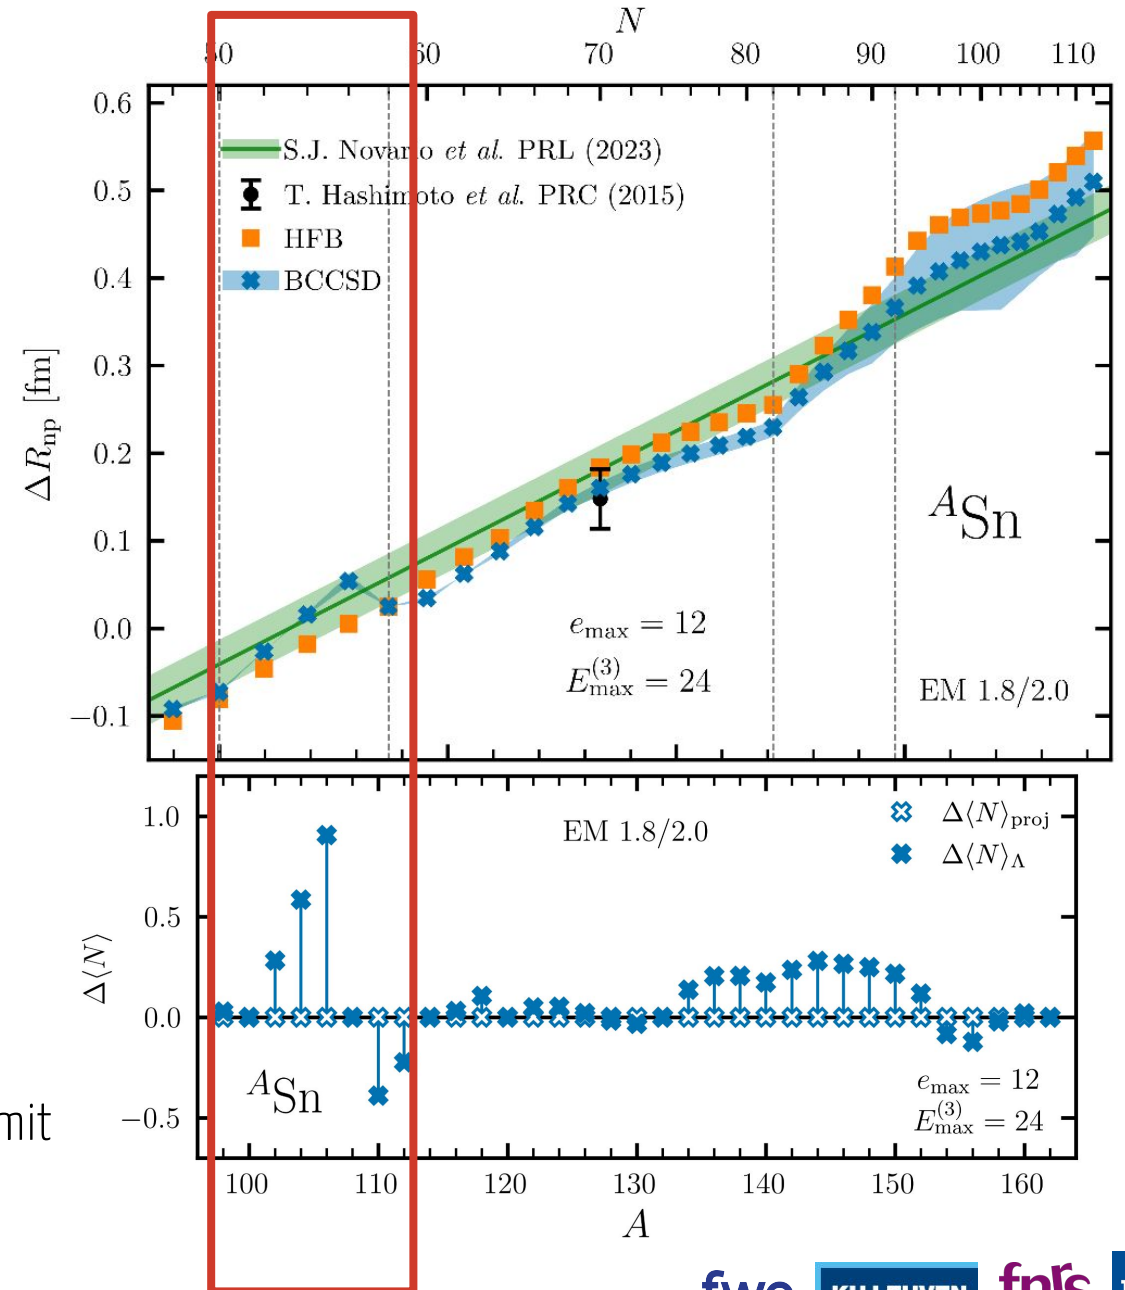 N
50 60 70 80 90 100 110
0.6
S.J. Novario et al. PRL (2023)
T. Hashimoto et al. PRC (2015)
0.5
HFB
BCCSD
0.4
0.3
ΔR_np [fm]
0.2
^A Sn
0.1
e_max = 12
0.0
E_max^(3) = 24
EM 1.8/2.0
−0.1
1.0
EM 1.8/2.0
Δ⟨N⟩_proj
Δ⟨N⟩_Λ
0.5
Δ⟨N⟩
0.0
^A Sn
e_max = 12
mit
−0.5
E_max^(3) = 24
100 110 120 130 140 150 160
A
fnrs